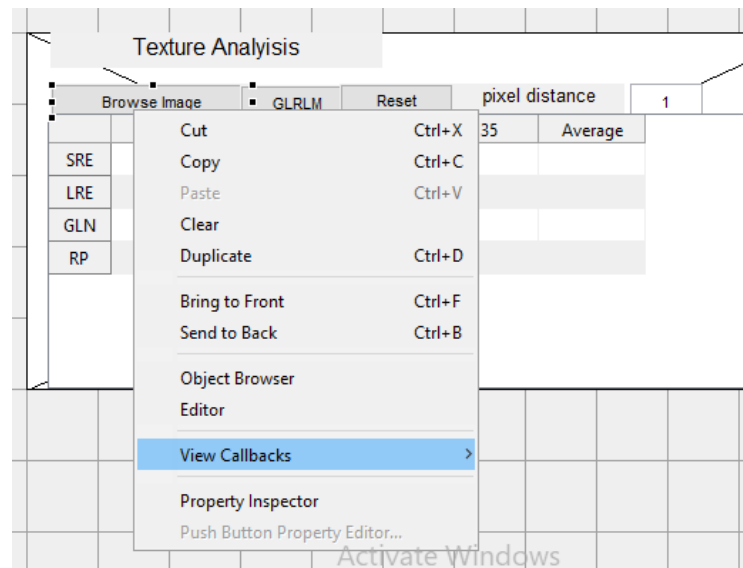 Texture Analyisis
Browse Image GLRLM Reset pixel distance 1
35 Average
SRE
LRE
GLN
RP
Cut Ctrl+X
Copy Ctrl+C
Paste Ctrl+V
Clear
Duplicate Ctrl+D
Bring to Front Ctrl+F
Send to Back Ctrl+B
Object Browser
Editor
View Callbacks >
Property Inspector
Push Button Property Editor...
Activate Windows